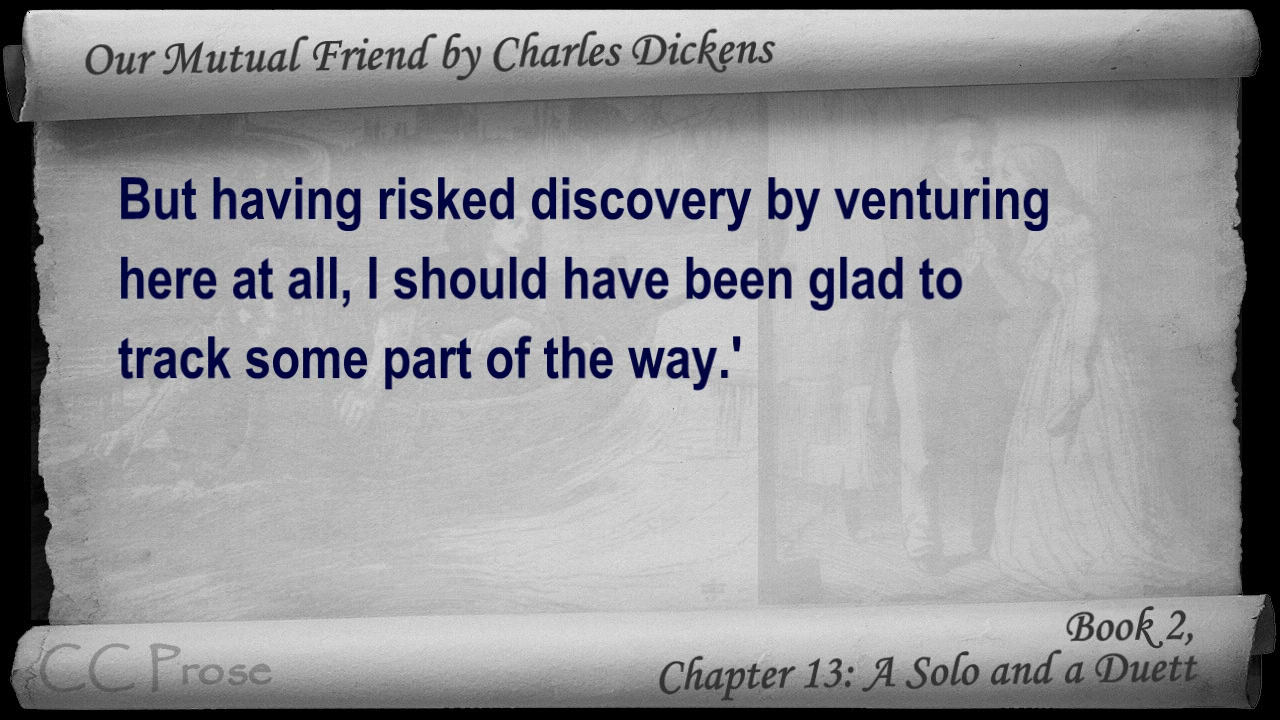 Our Mutual Friend by Charles Dickens
But having risked discovery by venturing
here at all, I should have been glad to
track some part of the way.'
Book 2,
CC Prose
Chapter 13: A Solo and a Duett